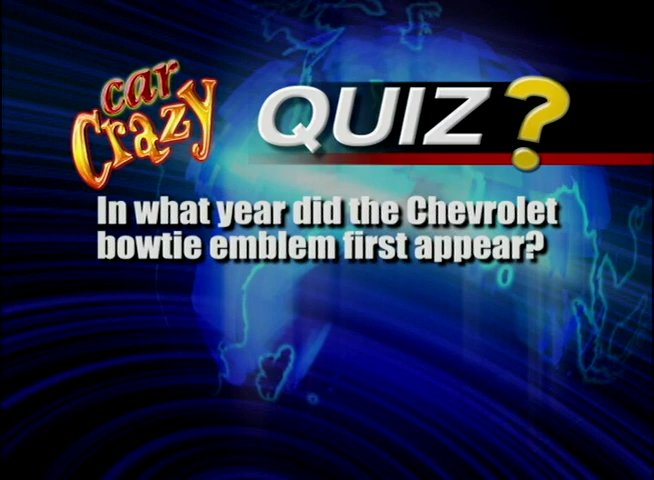 car
Crazy
QUIZ?
In what year did the Chevrolet
bowtie emblem first appear?